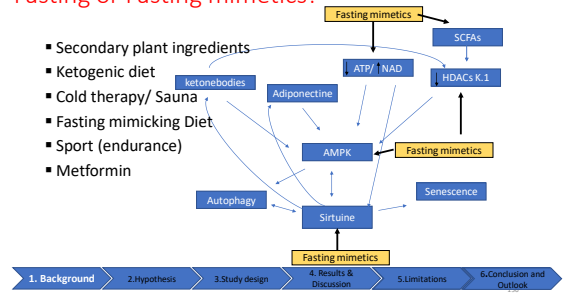 Fasting or Fasting mimetics?
▪ Secondary plant ingredients
▪ Ketogenic diet
▪ Cold therapy/ Sauna
▪ Fasting mimicking Diet
▪ Sport (endurance)
▪ Metformin
Fasting mimetics
SCFAs
ATP/ NAD
HDACs K.1
ketonebodies
Adiponectine
AMPK
Fasting mimetics
Autophagy
Senescence
Sirtuine
Fasting mimetics
1. Background
2.Hypothesis
3.Study design
4. Results &
Discussion
5.Limitations
6.Conclusion and
Outlook